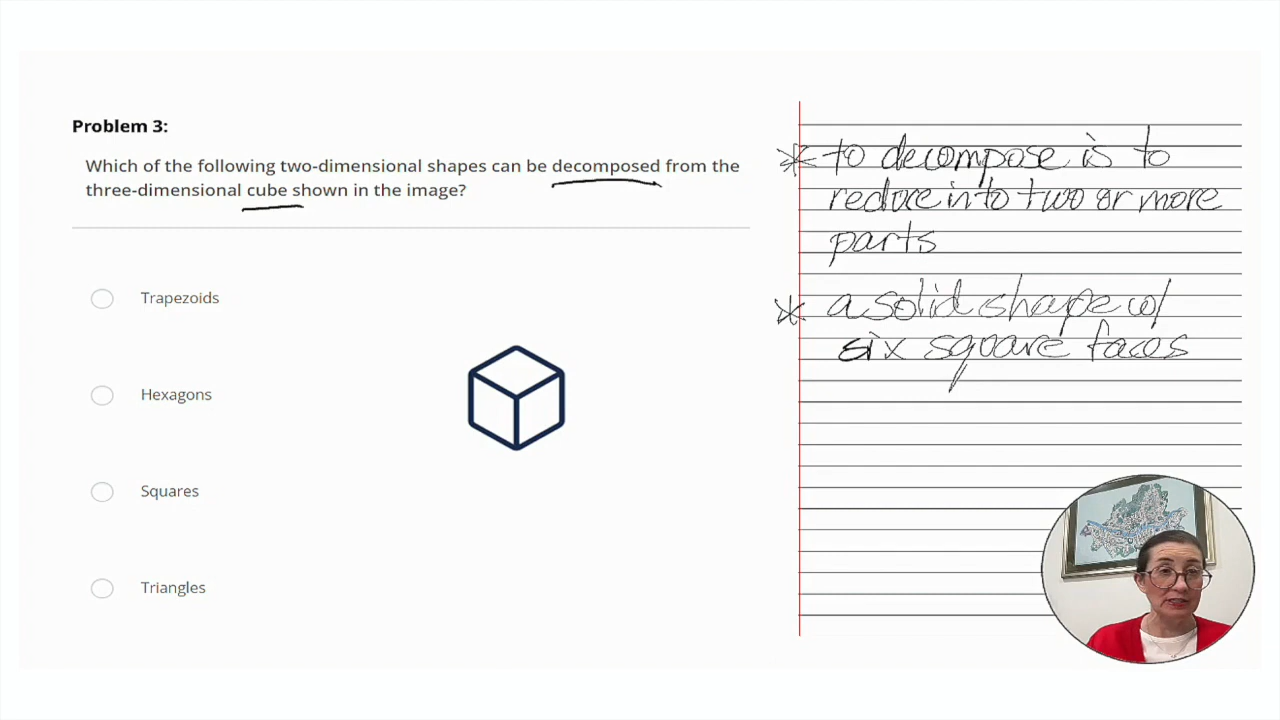 Problem 3:
Which of the following two-dimensional shapes can be decomposed from the
three-dimensional cube shown in the image?
Trapezoids
Hexagons
Squares
Triangles
* to decompose is to
reduce into two or more
parts
* a solid shape w/
six square faces